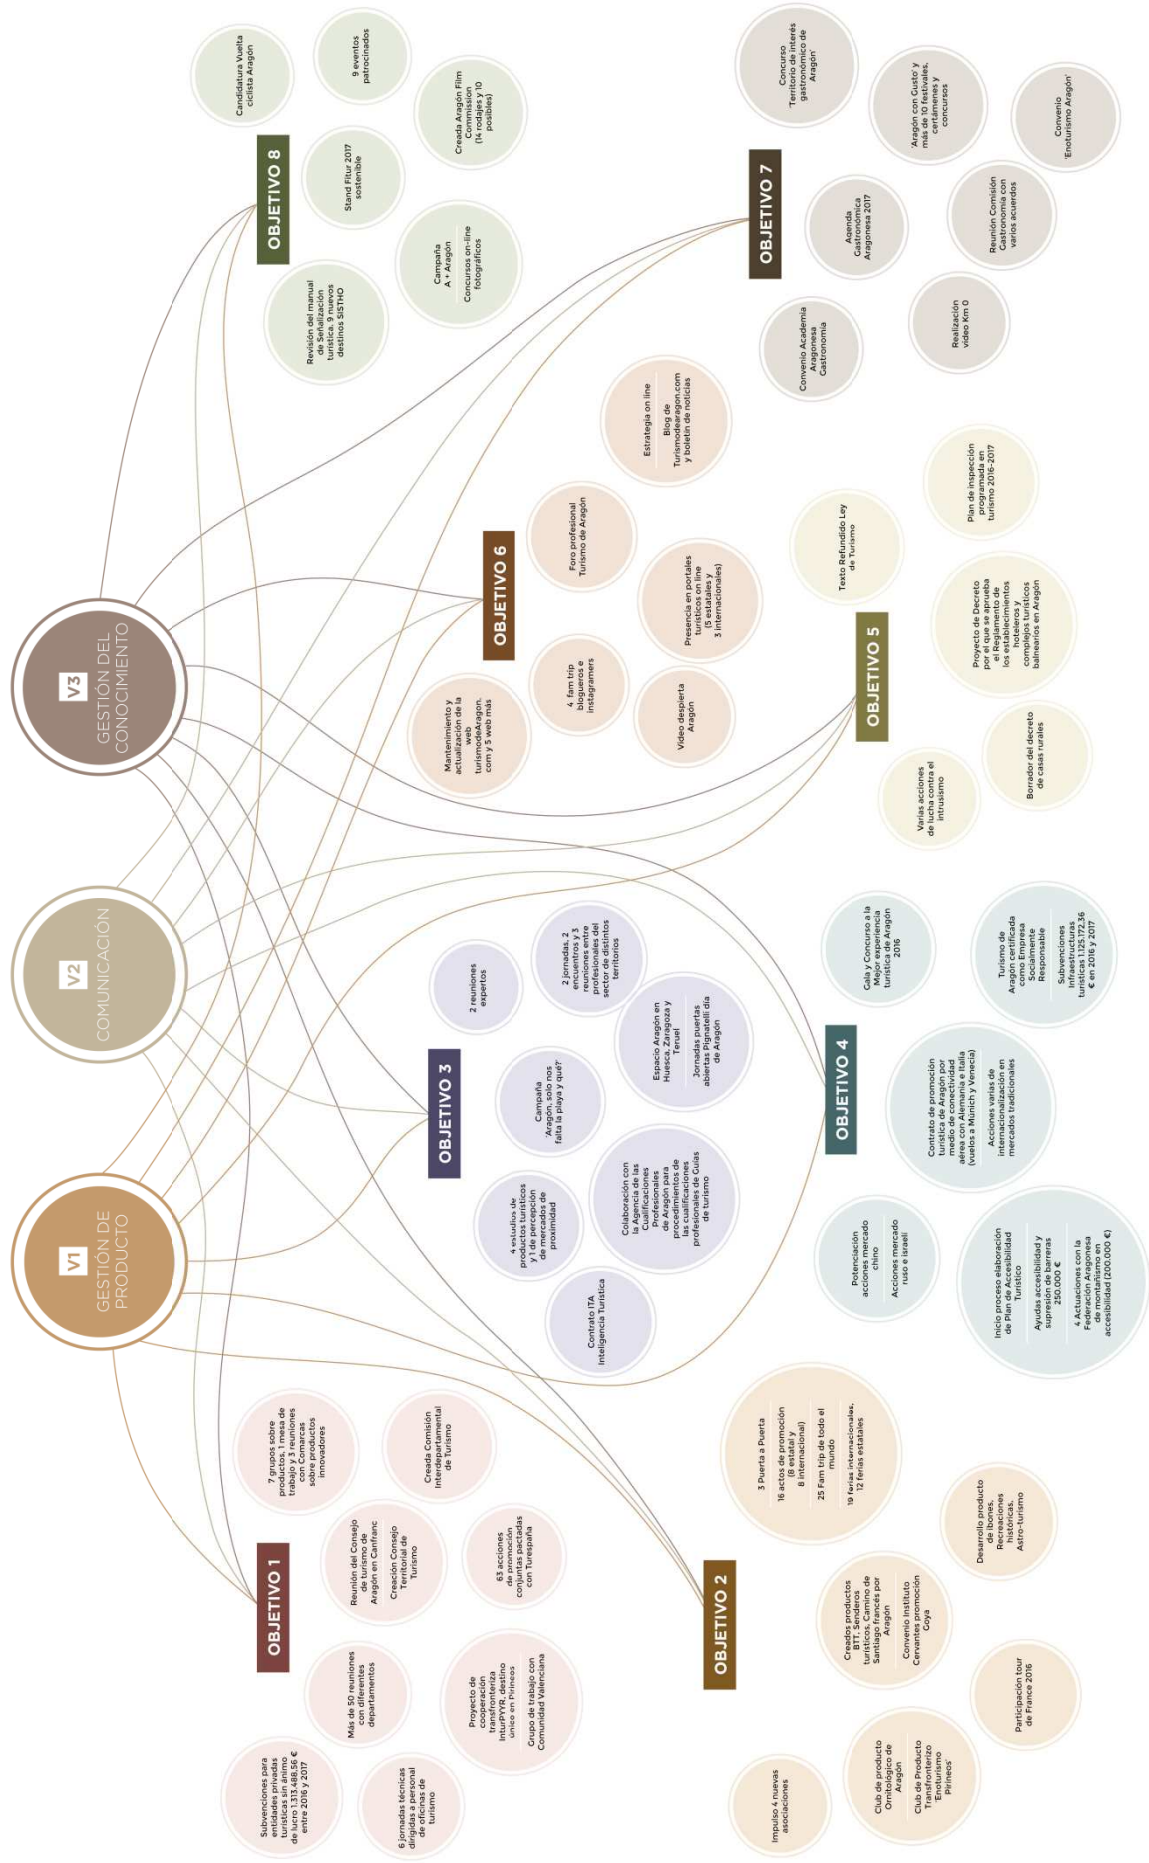 V1
GESTIÓN DE
PRODUCTO
V2
COMUNICACIÓN
V3
GESTIÓN DEL
CONOCIMIENTO
OBJETIVO 1
Subvenciones para
entidades privadas
turísticas sin ánimo
de lucro 1.313.488,56 €
entre 2016 y 2017
Más de 50 reuniones
con diferentes
departamentos
Reunión del Consejo
de turismo de
Aragón en Canfranc
Creación Consejo
Territorial de
Turismo
7 grupos sobre
productos, 1 mesa de
trabajo y 3 reuniones
con Comarcas
sobre productos
innovadores
6 jornadas técnicas
dirigidas a personal
de oficinas de
turismo
Proyecto de
cooperación
transfronteriza
InturPYYR, destino
único en Pirineos
Grupo de trabajo con
Comunidad Valenciana
63 acciones
de promoción
conjuntas pactadas
con Turespaña
Creada Comisión
Interdepartamental
de Turismo
OBJETIVO 2
Impulso 4 nuevas
asociaciones
3 Puerta a Puerta
16 actos de promoción
(8 estatal y
8 internacional)
25 Fam trip de todo el
mundo
19 ferias internacionales,
12 ferias estatales
Club de producto
Ornitológico de
Aragón
Club de Producto
Transfronterizo
'Enoturismo
Pirineos'
Creados productos
BTT, Senderos
turísticos, Camino de
Santiago francés por
Aragón
Convenio Instituto
Cervantes promoción
Goya
Participación tour
de France 2016
Desarrollo producto
de ibones,
Recreaciones
históricas,
Astro-turismo
OBJETIVO 3
4 estudios de
productos turísticos
y 1 de percepción
de mercados de
proximidad
Campaña
'Aragón, solo nos
falta la playa y qué?'
2 reuniones
expertos
Contrato ITA
Inteligencia Turística
Colaboración con
la Agencia de las
Cualificaciones
Profesionales
de Aragón para
procedimientos de
las cualificaciones
profesionales de Guías
de turismo
Espacio Aragón en
Huesca, Zaragoza y
Teruel
Jornadas puertas
abiertas Pignatelli día
de Aragón
2 jornadas, 2
encuentros y 3
reuniones entre
profesionales del
sector de distintos
territorios
OBJETIVO 4
Potenciación
acciones mercado
chino
Acciones mercado
ruso e israelí
Gala y Concurso a la
Mejor experiencia
turística de Aragón
2016
Inicio proceso elaboración
de Plan de Accesibilidad
Turístico
Ayudas accesibilidad y
supresión de barreras
250.000 €
4 Actuaciones con la
Federación Aragonesa
de montañismo en
accesibilidad (200.000 €)
Contrato de promoción
turística de Aragón por
medio de conectividad
aérea con Alemania e Italia
(vuelos a Múnich y Venecia)
Acciones varias de
internacionalización en
mercados tradicionales
Turismo de
Aragón certificada
como Empresa
Socialmente
Responsable
Subvenciones
Infraestructuras
turísticas 1.125.172,36
€ en 2016 y 2017
OBJETIVO 5
Varias acciones
de lucha contra el
intrusismo
Texto Refundido Ley
de Turismo
Borrador del decreto
de casas rurales
Proyecto de Decreto
por el que se aprueba
el Reglamento de
los establecimientos
hoteleros y
complejos turísticos
balnearios en Aragón
Plan de inspección
programada en
turismo 2016-2017
OBJETIVO 6
Mantenimiento y
actualización de la
web
turismodeAragon.
com y 5 web más
4 fam trip
blogueros e
instagramers
Foro profesional
Turismo de Aragón
Estrategia on line
Blog de
Turismodearagon.com
y boletín de noticias
Vídeo despierta
Aragón
Presencia en portales
turísticos on line
(5 estatales y
3 internacionales)
OBJETIVO 7
Convenio Academia
Aragonesa
Gastronomía
Agenda
Gastronómica
Aragonesa 2017
Concurso
'Territorio de interés
gastronómico de
Aragón'
'Aragón con Gusto' y
más de 10 festivales,
certámenes y
concursos
Realización
vídeo Km 0
Reunión Comisión
Gastronomía con
varios acuerdos
Convenio
'Enoturismo Aragón'
OBJETIVO 8
Candidatura Vuelta
ciclista Aragón
Revisión del manual
de Señalización
turística. 9 nuevos
destinos SISTHO
Stand Fitur 2017
sostenible
9 eventos
patrocinados
Campaña
A + Aragón
Concursos on-line
fotográficos
Creada Aragón Film
Commission
(14 rodajes y 10
posibles)